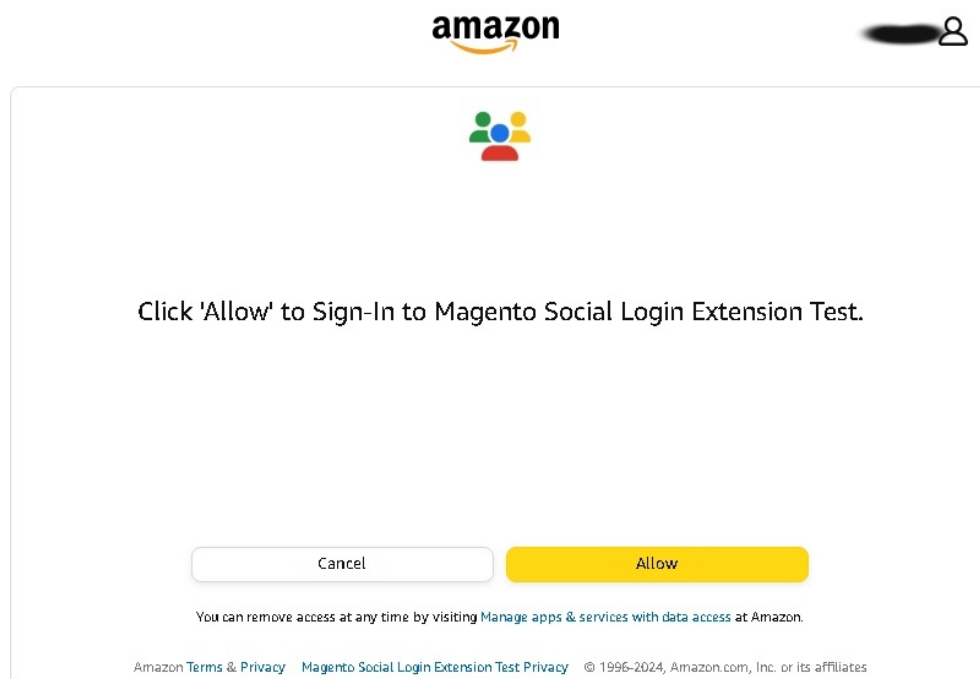 amazon
Click 'Allow' to Sign-In to Magento Social Login Extension Test.
Cancel Allow
You can remove access at any time by visiting Manage apps & services with data access at Amazon.
Amazon Terms & Privacy Magento Social Login Extension Test Privacy © 1996-2024, Amazon.com, Inc. or its affiliates